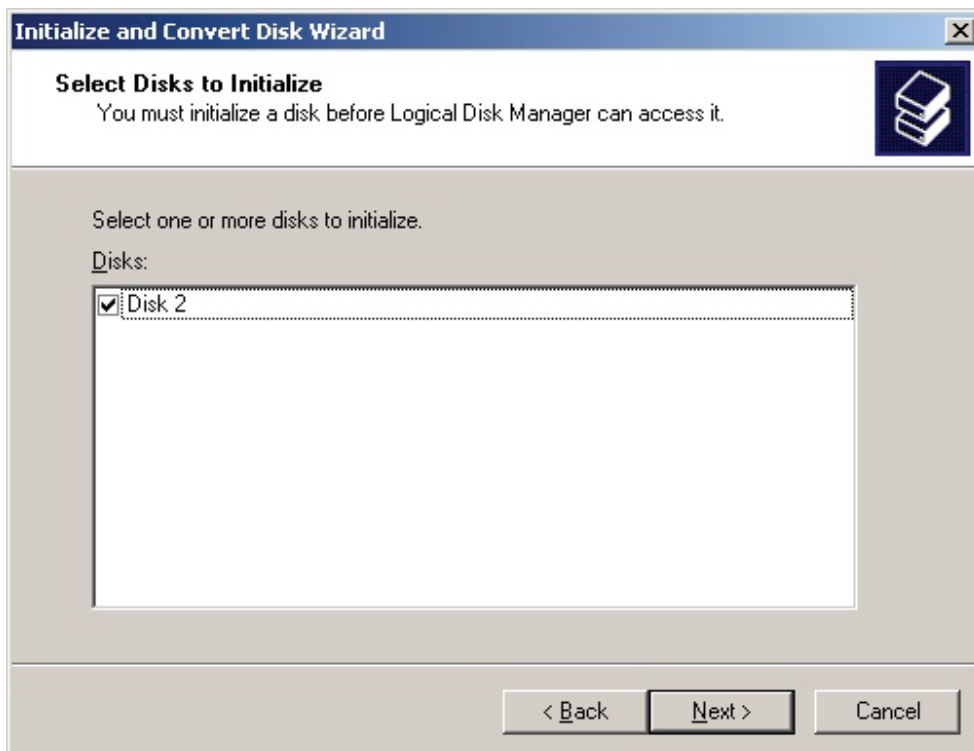 Initialize and Convert Disk Wizard
Select Disks to Initialize
You must initialize a disk before Logical Disk Manager can access it.
Select one or more disks to initialize.
Disks:
Disk 2
< Back
Next >
Cancel